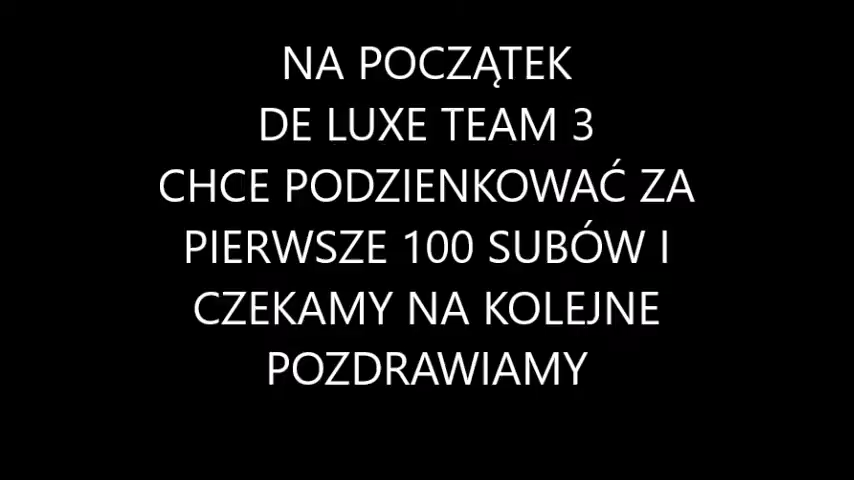 NA POCZĄTEK
DE LUXE TEAM 3
CHCE PODZIENKOWAĆ ZA
PIERWSZE 100 SUBÓW I
CZEKAMY NA KOLEJNE
POZDRAWIAMY